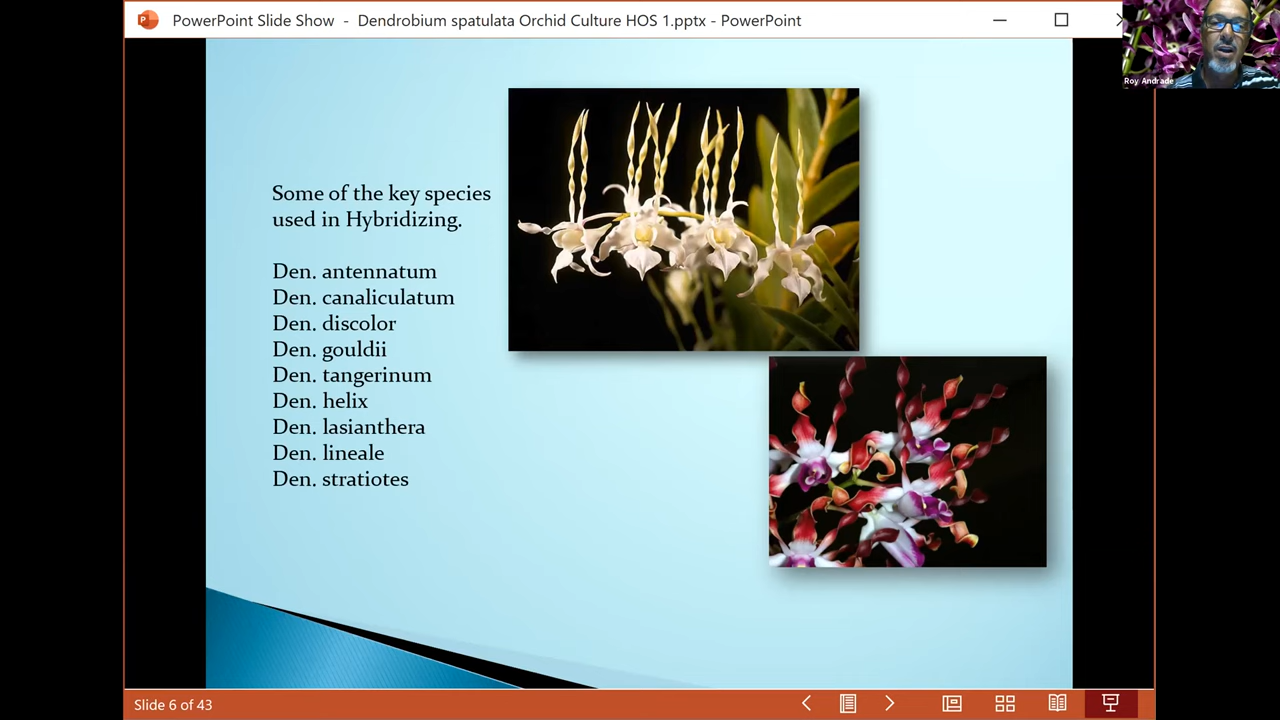 PowerPoint Slide Show - Dendrobium spatulata Orchid Culture HOS 1.pptx - PowerPoint
Roy Andrade
Some of the key species
used in Hybridizing.
Den. antennatum
Den. canaliculatum
Den. discolor
Den. gouldii
Den. tangerinum
Den. helix
Den. lasianthera
Den. lineale
Den. stratiotes
Slide 6 of 43